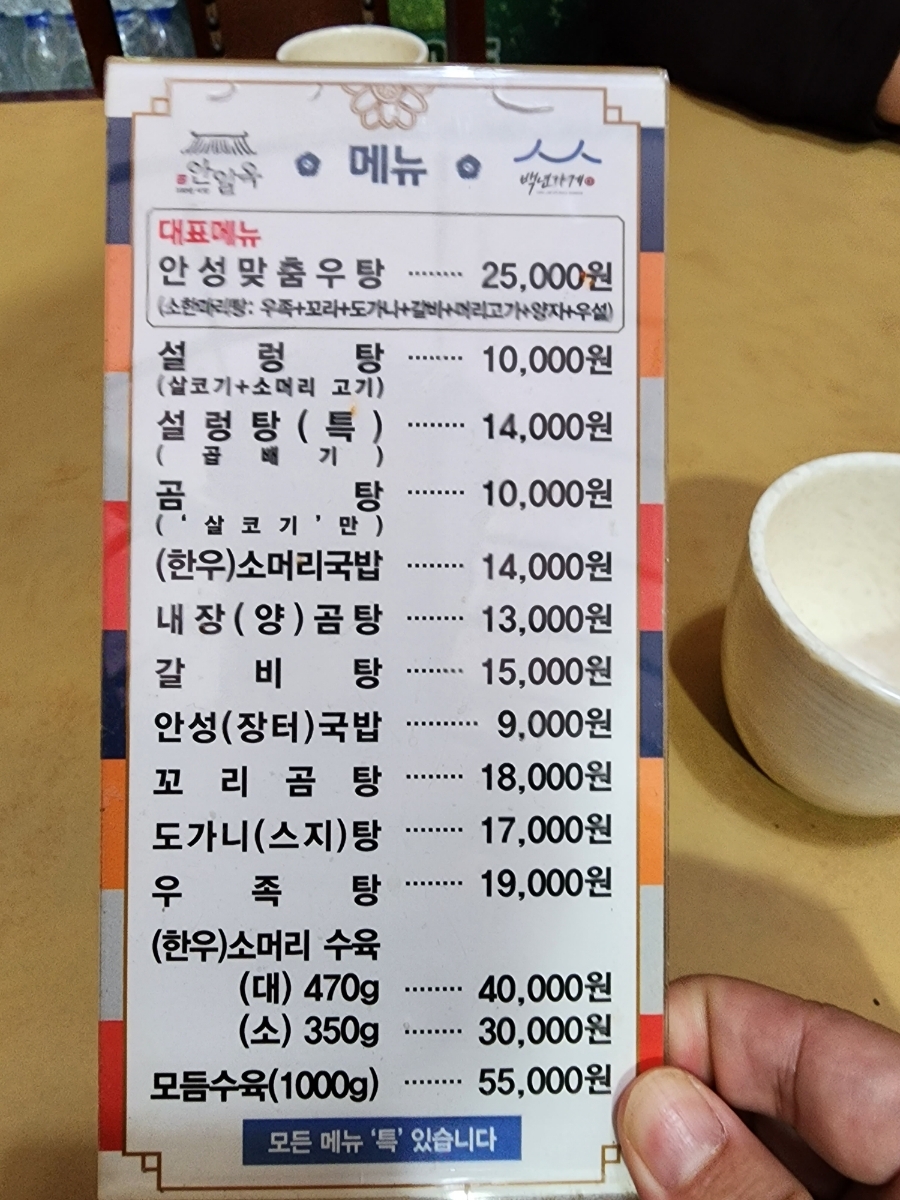 안일옥
메뉴
백년가게
대표메뉴
안성맞춤우탕 ········ 25,000원
(소한마리탕: 우족+꼬리+도가니+갈비+머리고기+양지+우설)
설렁탕 ········ 10,000원
(살코기+소머리 고기)
설렁탕(특) ········ 14,000원
(곱배기)
곰탕 ········ 10,000원
(‘살코기’만)
(한우)소머리국밥 ········ 14,000원
내장(양)곰탕 ········ 13,000원
갈비탕 ········ 15,000원
안성(장터)국밥 ·········· 9,000원
꼬리곰탕 ········ 18,000원
도가니(스지)탕 ········ 17,000원
우족탕 ········ 19,000원
(한우)소머리 수육
(대) 470g ········ 40,000원
(소) 350g ········ 30,000원
모듬수육(1000g) ········ 55,000원
모든 메뉴 ‘특’ 있습니다